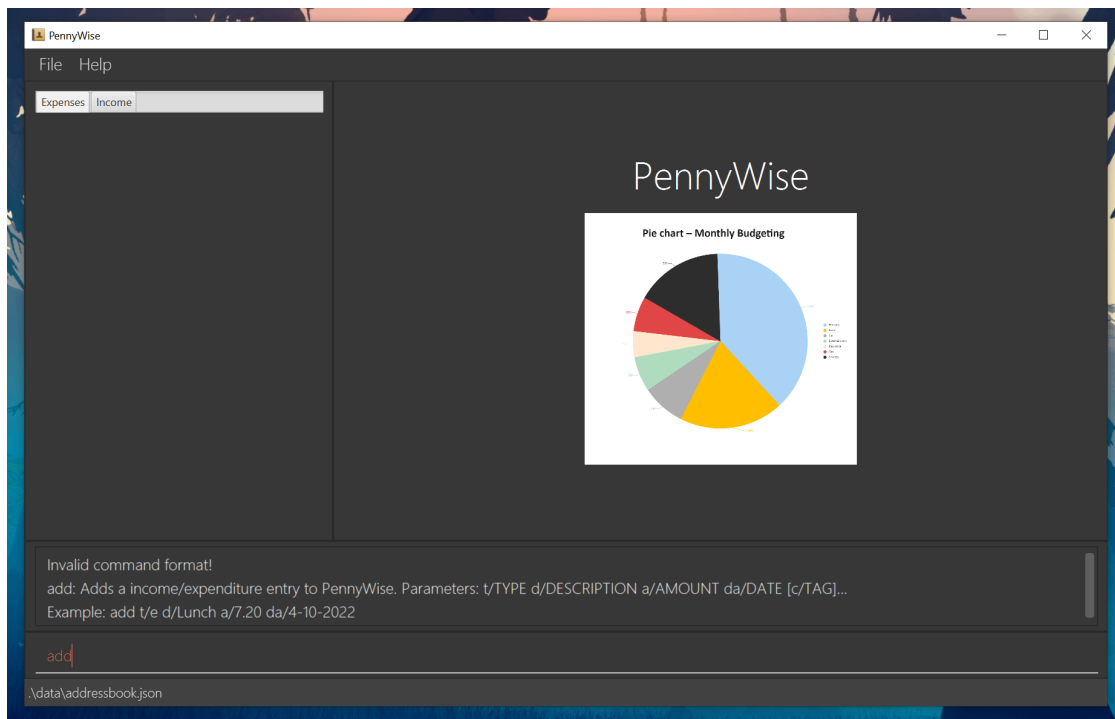 PennyWise
File Help
Expenses Income
PennyWise
Pie chart – Monthly Budgeting
Invalid command format!
add: Adds a income/expenditure entry to PennyWise. Parameters: t/TYPE d/DESCRIPTION a/AMOUNT da/DATE [c/TAG]...
Example: add t/e d/Lunch a/7.20 da/4-10-2022
add
.\data\addressbook.json